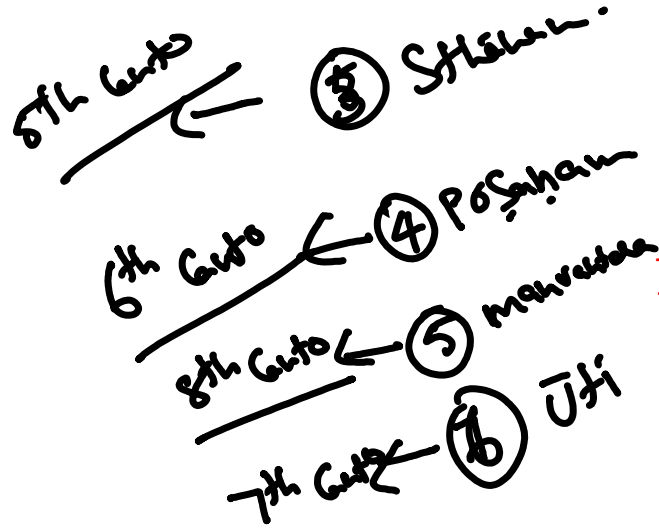 5th Canto ← ③ Sthānam
6th Canto ← ④ Poṣaṇam
8th Canto ← ⑤ Manvantara
7th Canto ← ⑥ Ūti